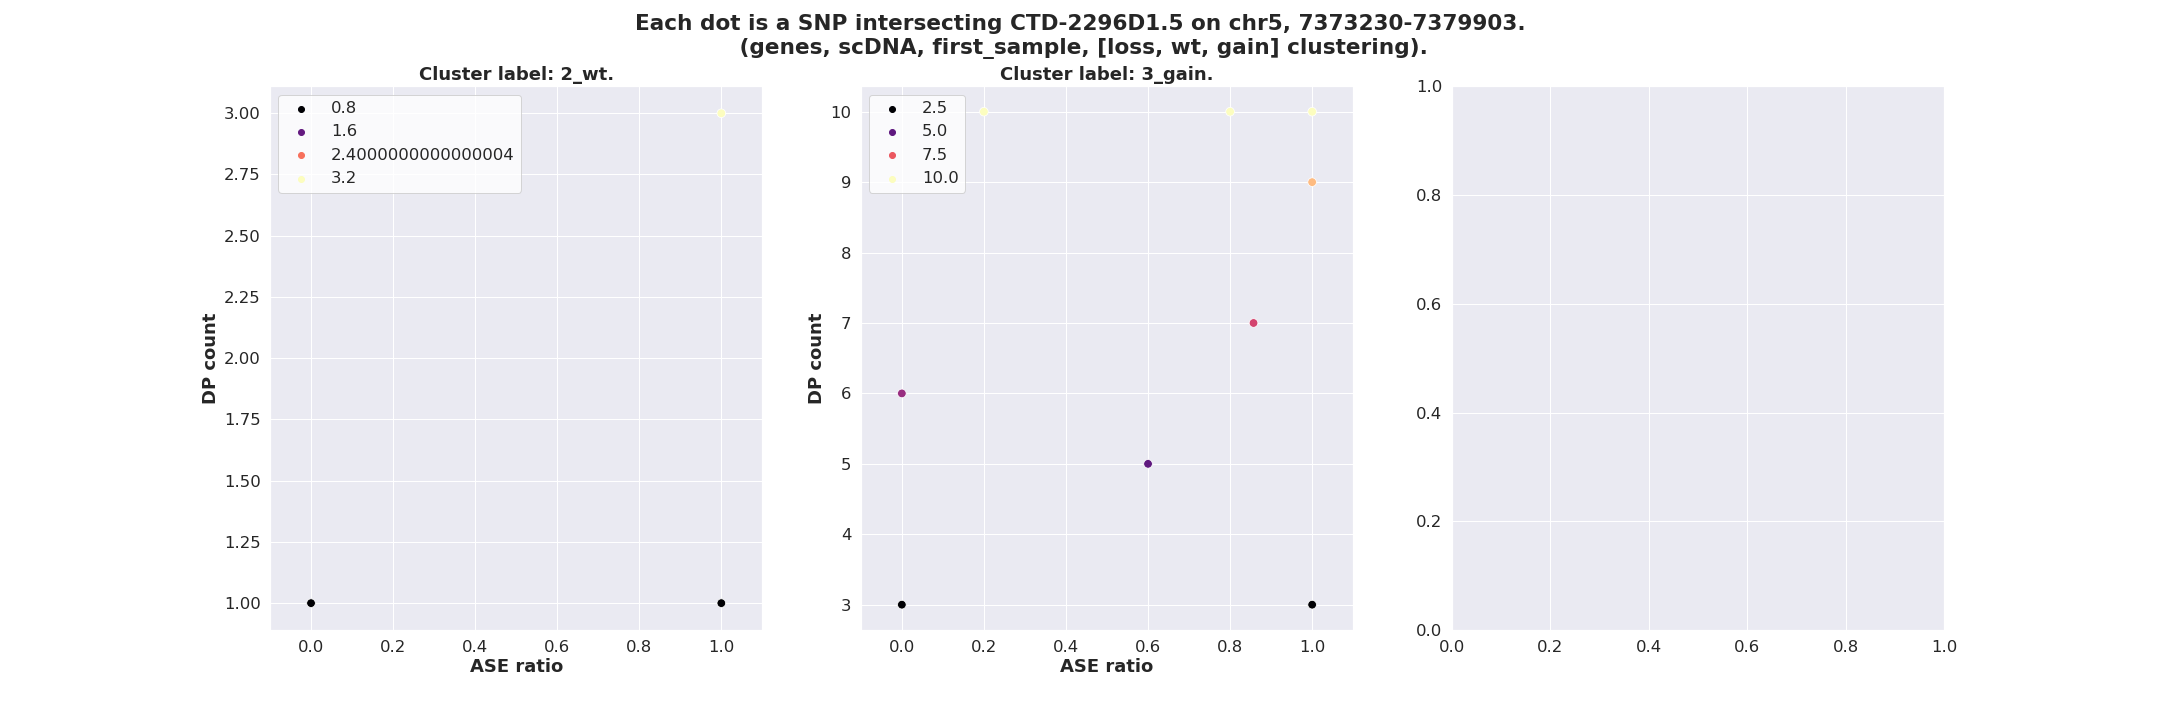 Each dot is a SNP intersecting CTD-2296D1.5 on chr5, 7373230-7379903.
(genes, scDNA, first_sample, [loss, wt, gain] clustering).
Cluster label: 2_wt.
0.8
1.6
2.4000000000000004
3.2
3.00
2.75
2.50
2.25
2.00
1.75
1.50
1.25
1.00
DP count
0.0 0.2 0.4 0.6 0.8 1.0
ASE ratio
Cluster label: 3_gain.
2.5
5.0
7.5
10.0
10
9
8
7
6
5
4
3
DP count
0.0 0.2 0.4 0.6 0.8 1.0
ASE ratio
1.0
0.8
0.6
0.4
0.2
0.0
0.0 0.2 0.4 0.6 0.8 1.0